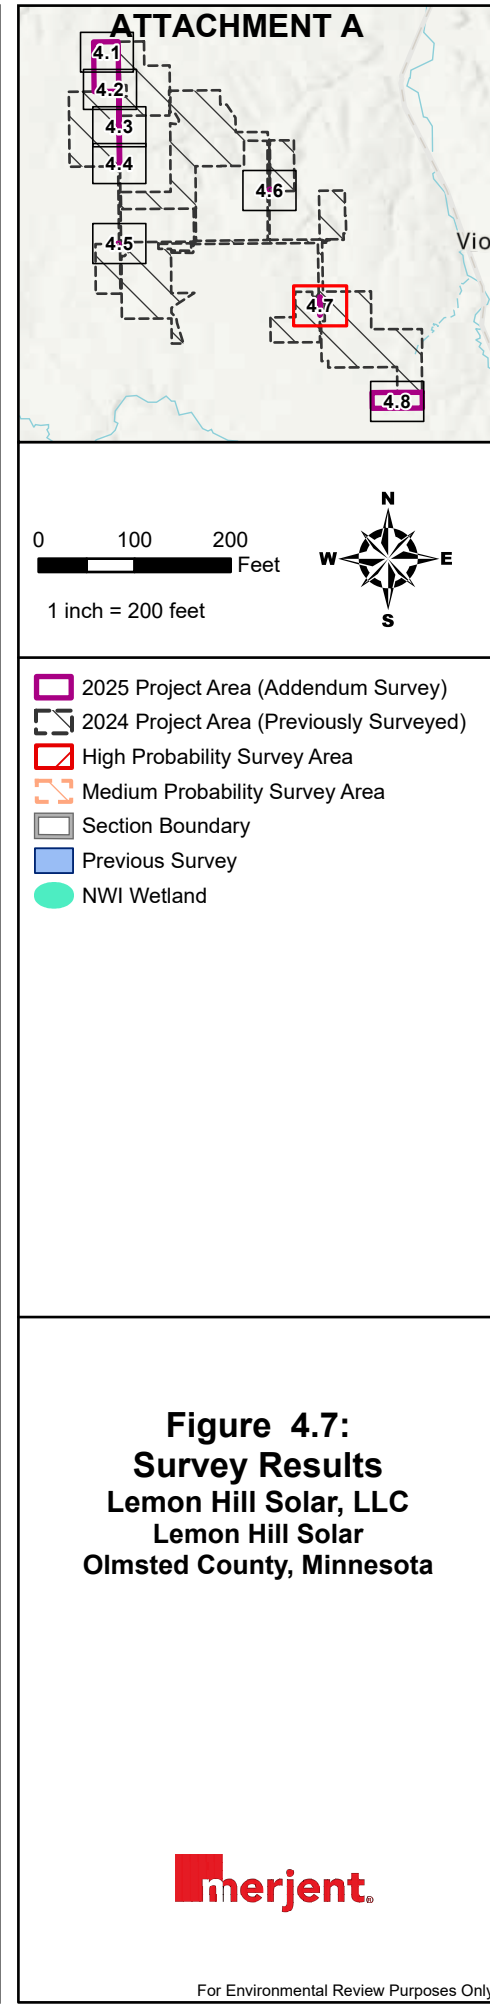 ATTACHMENT A
4.1
4.2
4.3
4.4
4.6
4.5
Vio
4.7
4.8
0 100 200
Feet
1 inch = 200 feet
N
W E
S
2025 Project Area (Addendum Survey)
2024 Project Area (Previously Surveyed)
High Probability Survey Area
Medium Probability Survey Area
Section Boundary
Previous Survey
NWI Wetland
Figure 4.7:
Survey Results
Lemon Hill Solar, LLC
Lemon Hill Solar
Olmsted County, Minnesota
merjent®
For Environmental Review Purposes Only